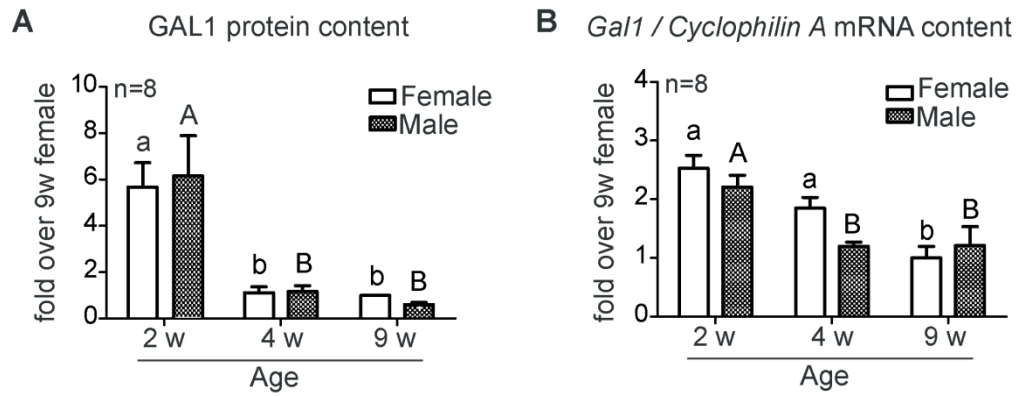 A
GAL1 protein content
fold over 9w female
10
8
6
4
2
0
n=8
Female
Male
a
A
b
B
b
B
2 w
4 w
9 w
Age
B
Gal1 / Cyclophilin A mRNA content
fold over 9w female
4
3
2
1
0
n=8
Female
Male
a
A
a
B
b
B
2 w
4 w
9 w
Age